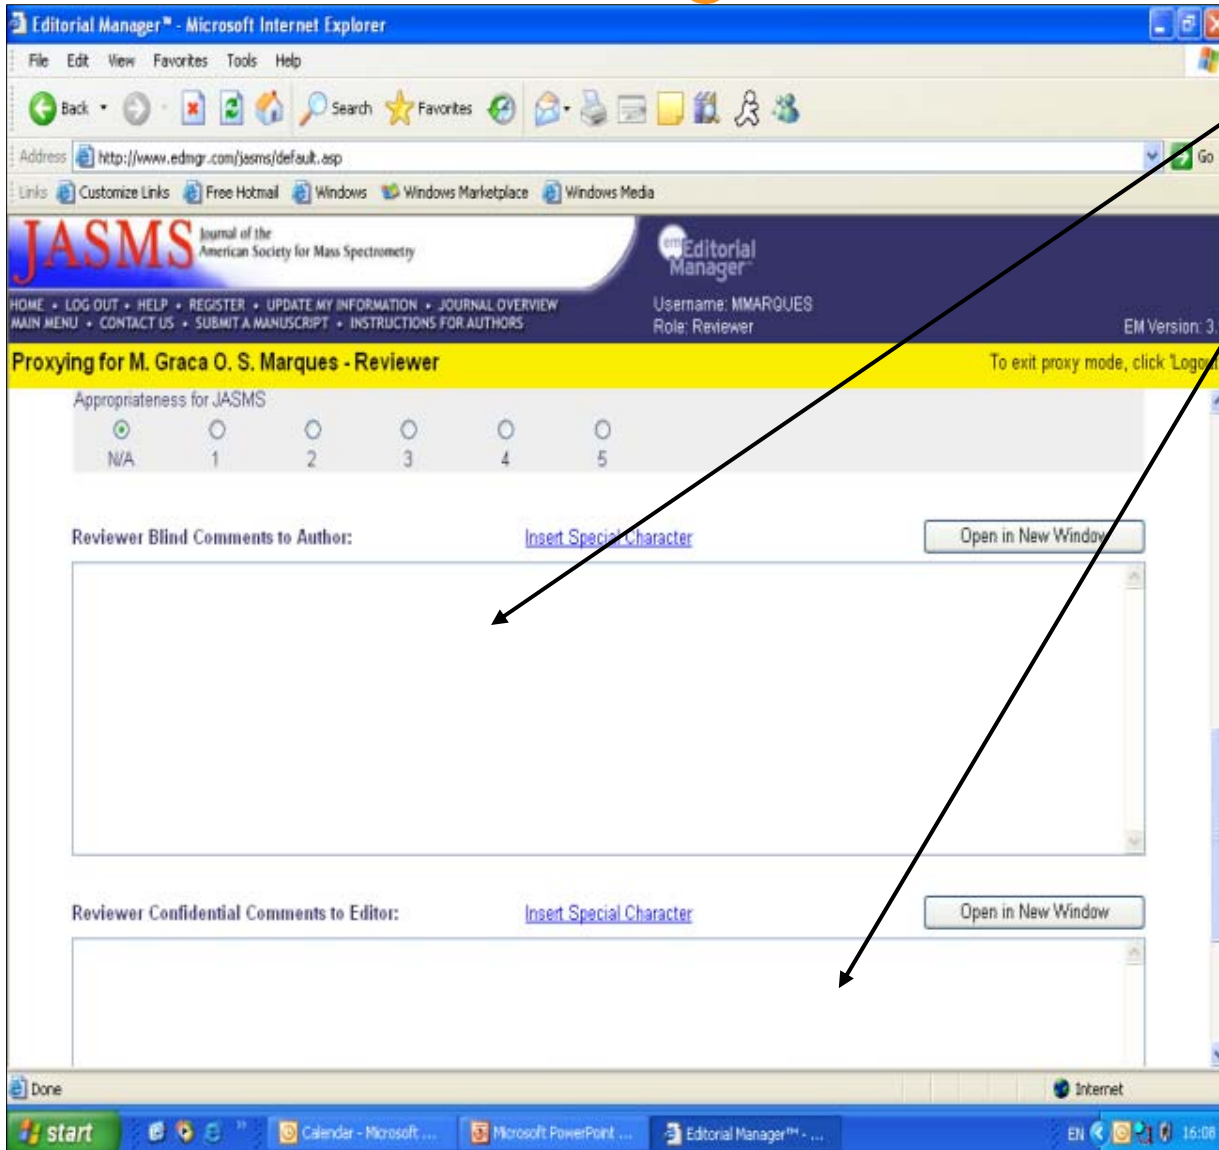 Editorial Manager™ - Microsoft Internet Explorer
File Edit View Favorites Tools Help
Back Search Favorites
Address http://www.edmgr.com/jasms/default.asp Go
Links Customize Links Free Hotmail Windows Windows Marketplace Windows Media
JASMS Journal of the
American Society for Mass Spectrometry
em Editorial
Manager™
HOME • LOG OUT • HELP • REGISTER • UPDATE MY INFORMATION • JOURNAL OVERVIEW
MAIN MENU • CONTACT US • SUBMIT A MANUSCRIPT • INSTRUCTIONS FOR AUTHORS
Username: MMARQUES
Role: Reviewer
EM Version: 3.
Proxying for M. Graca O. S. Marques - Reviewer To exit proxy mode, click 'Logout
Appropriateness for JASMS
N/A 1 2 3 4 5
Reviewer Blind Comments to Author: Insert Special Character Open in New Window
Reviewer Confidential Comments to Editor: Insert Special Character Open in New Window
Done Internet
start Calendar - Microsoft ... Microsoft PowerPoint ... Editorial Manager™ - ... EN 16:08